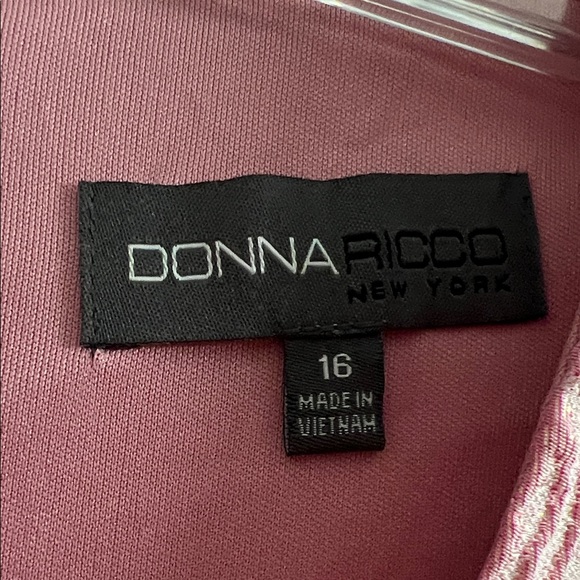 DONNA RICCO
NEW YORK
16
MADE IN
VIETNAM